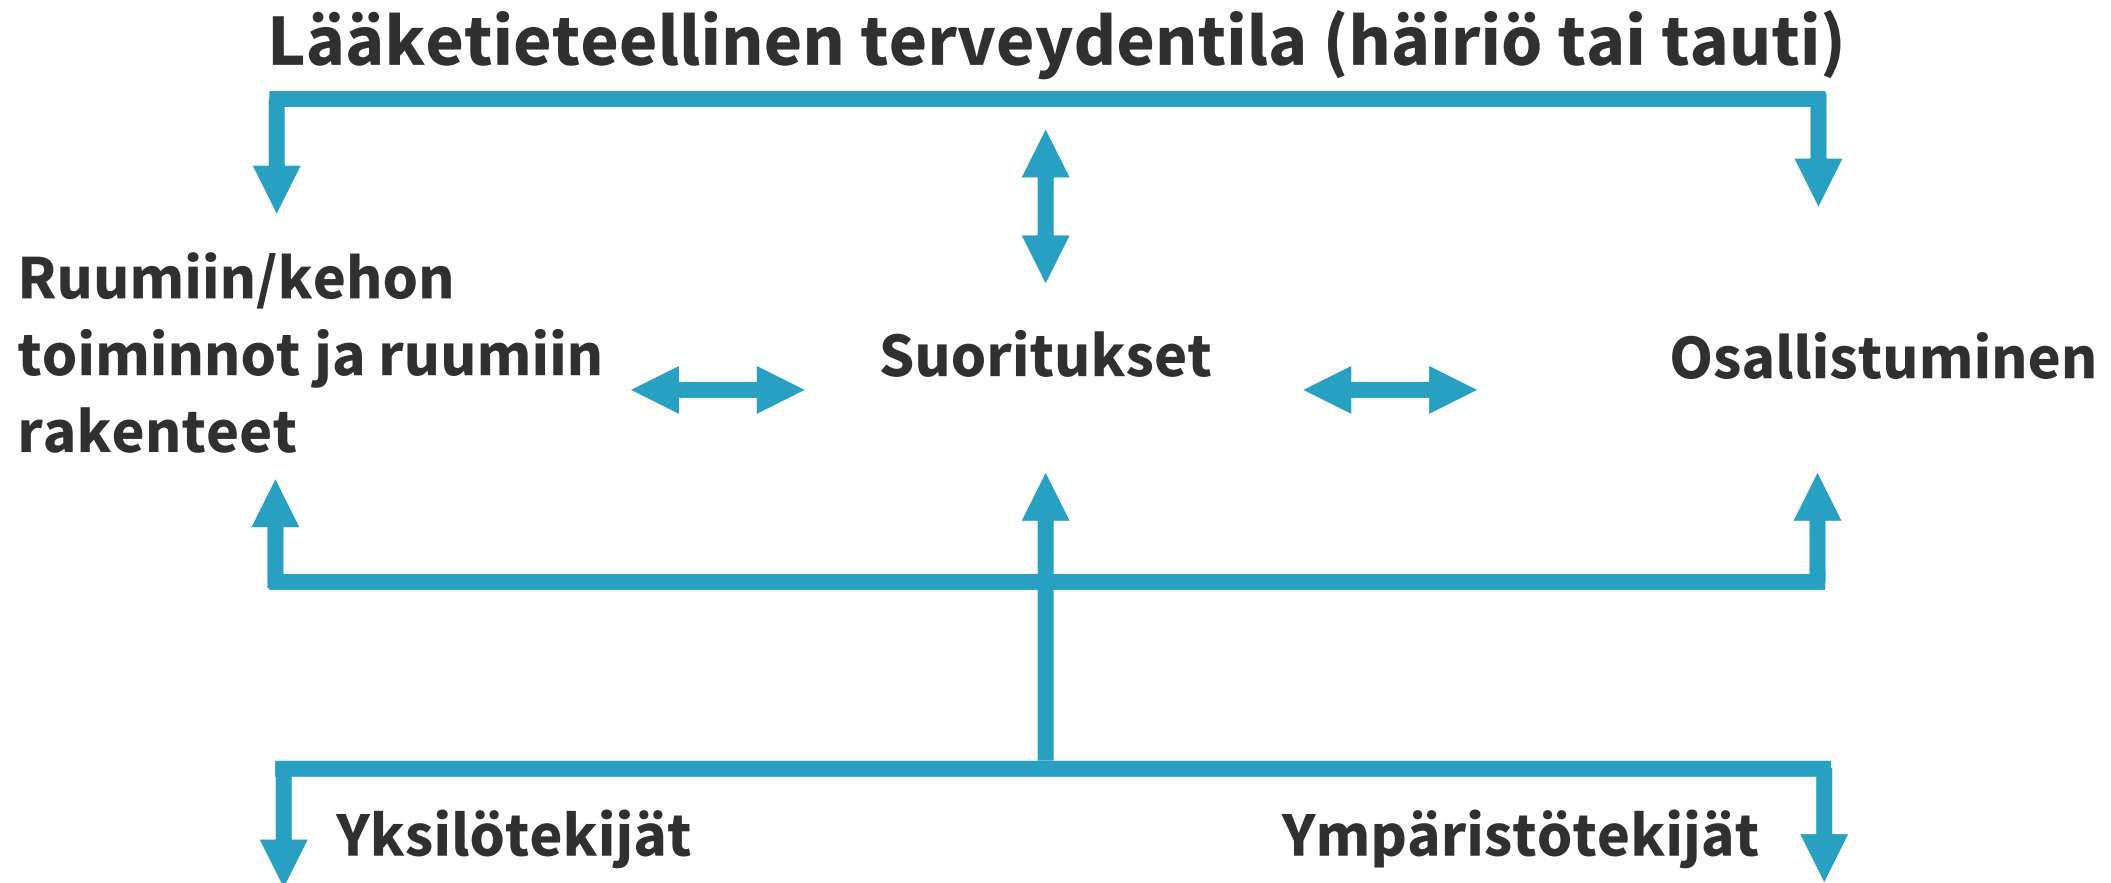 Lääketieteellinen terveydentila (häiriö tai tauti)
Ruumiin/kehon
toiminnot ja ruumiin
rakenteet
Suoritukset
Osallistuminen
Yksilötekijät
Ympäristötekijät